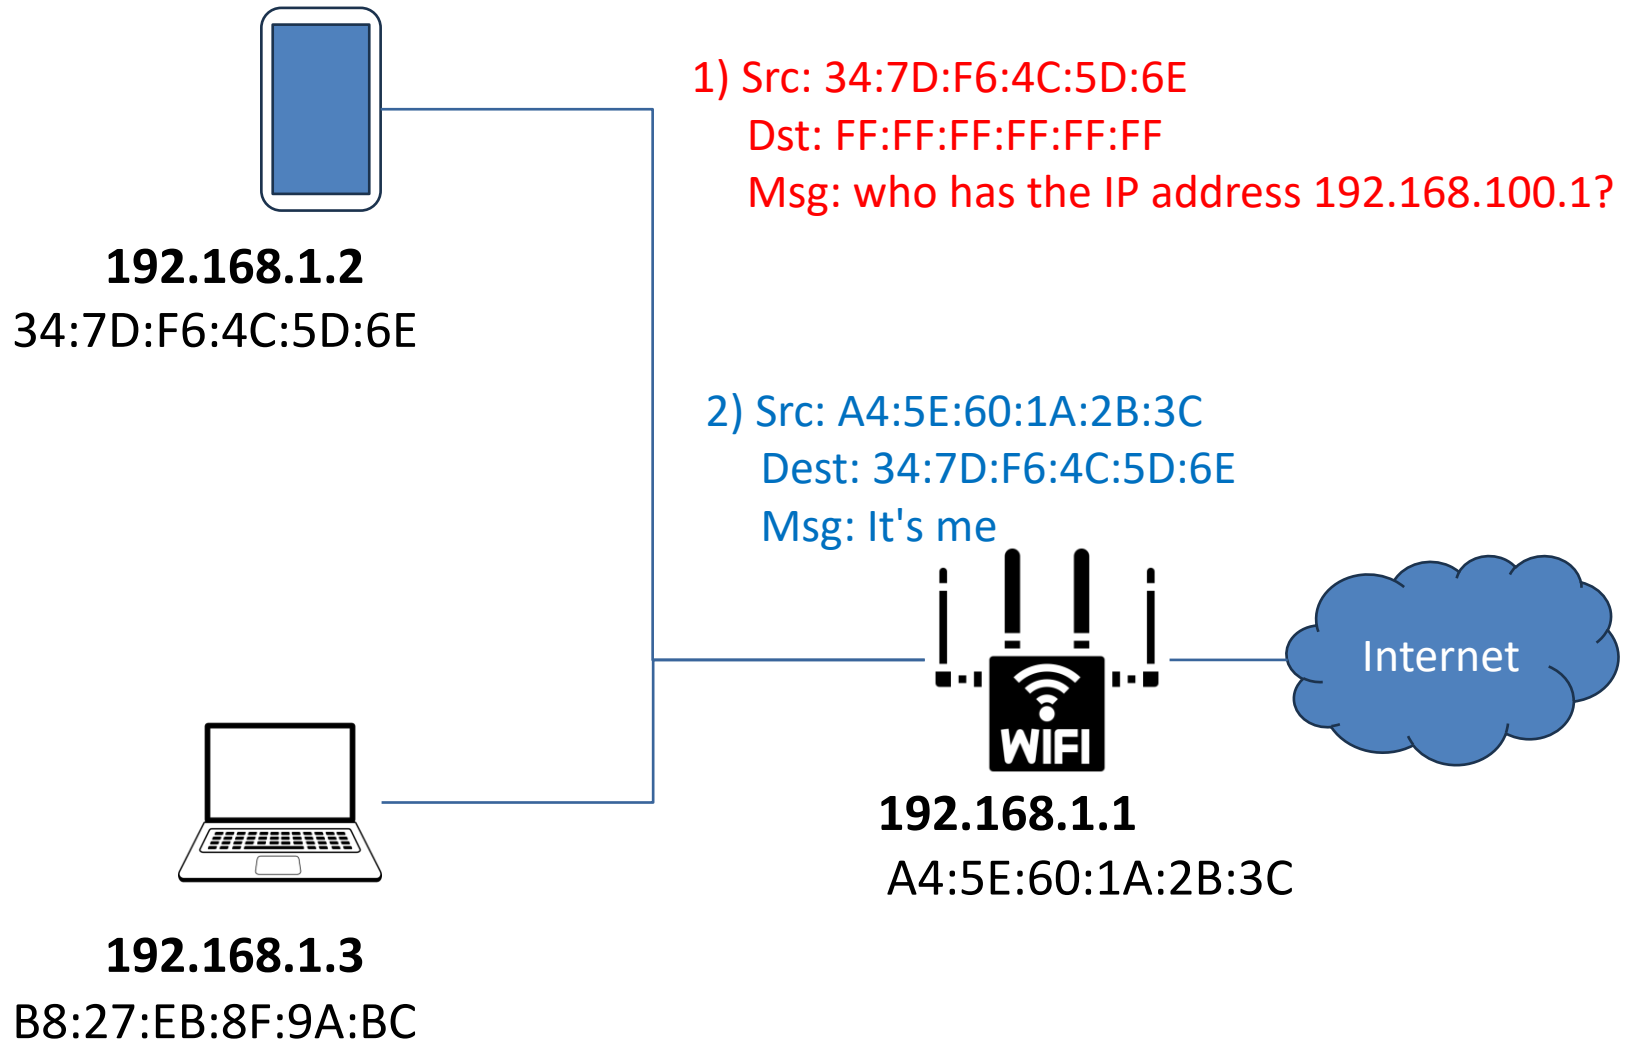 1) Src: 34:7D:F6:4C:5D:6E
Dst: FF:FF:FF:FF:FF:FF
Msg: who has the IP address 192.168.100.1?
192.168.1.2
34:7D:F6:4C:5D:6E
2) Src: A4:5E:60:1A:2B:3C
Dest: 34:7D:F6:4C:5D:6E
Msg: It's me
Internet
WIFI
192.168.1.1
A4:5E:60:1A:2B:3C
192.168.1.3
B8:27:EB:8F:9A:BC